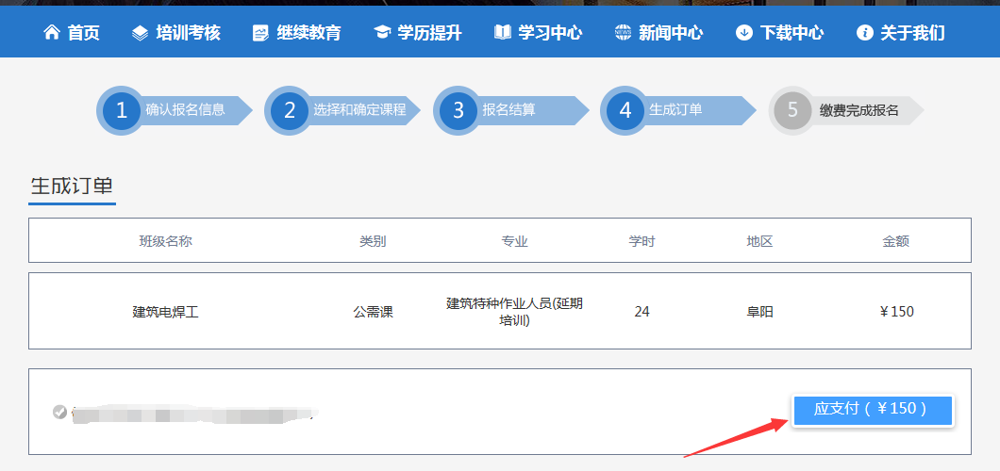 首页 培训考核 继续教育 学历提升 学习中心 NEWS 新闻中心 下载中心 关于我们
1 确认报名信息 2 选择和确定课程 3 报名结算 4 生成订单 5 缴费完成报名
生成订单
班级名称 类别 专业 学时 地区 金额
建筑电焊工 公需课 建筑特种作业人员(延期 24 阜阳 ￥150
培训)
应支付（￥150）